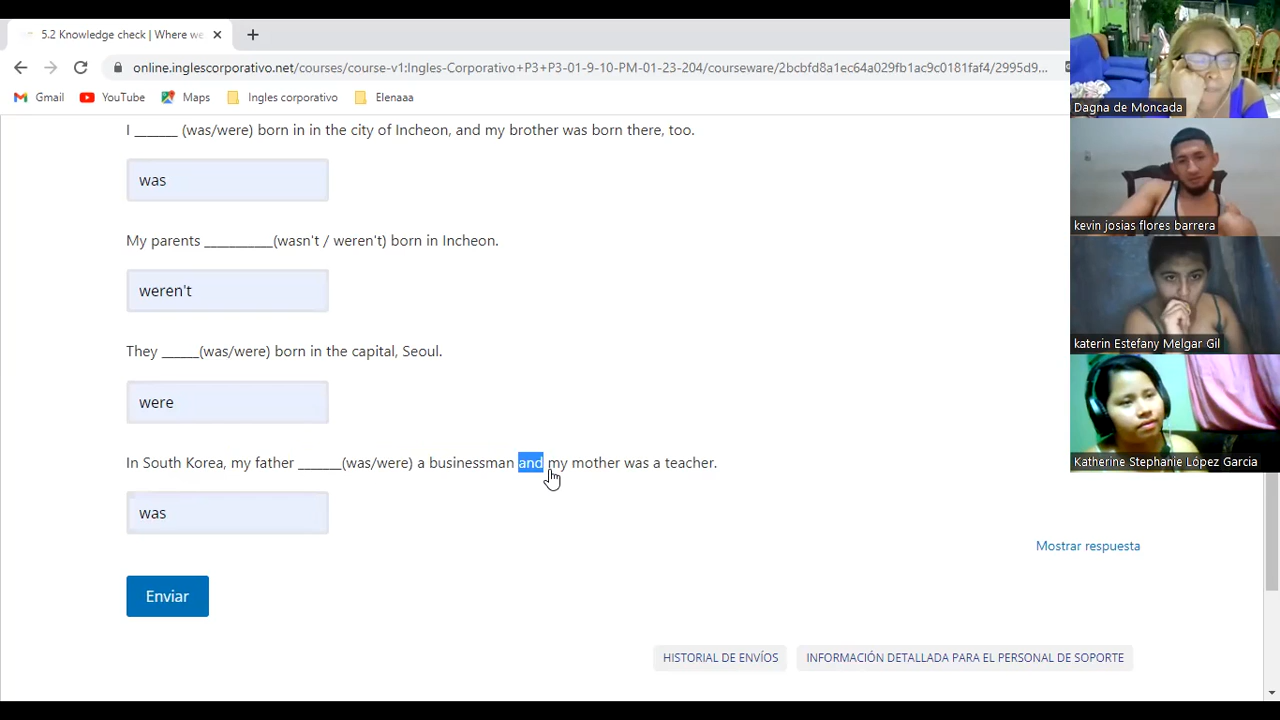 5.2 Knowledge check | Where we
online.inglescorporativo.net/courses/course-v1:Ingles-Corporativo+P3+P3-01-9-10-PM-01-23-204/courseware/2bcbfd8a1ec64a029fb1ac9c0181faf4/2995d9...
Gmail YouTube Maps Ingles corporativo Elenaaa
I _______ (was/were) born in in the city of Incheon, and my brother was born there, too.
was
My parents ___________(wasn't / weren't) born in Incheon.
weren't
They ______(was/were) born in the capital, Seoul.
were
In South Korea, my father _______(was/were) a businessman and my mother was a teacher.
was
Mostrar respuesta
Enviar
HISTORIAL DE ENVÍOS INFORMACIÓN DETALLADA PARA EL PERSONAL DE SOPORTE
Dagna de Moncada
kevin josias flores barrera
katerin Estefany Melgar Gil
Katherine Stephanie López Garcia